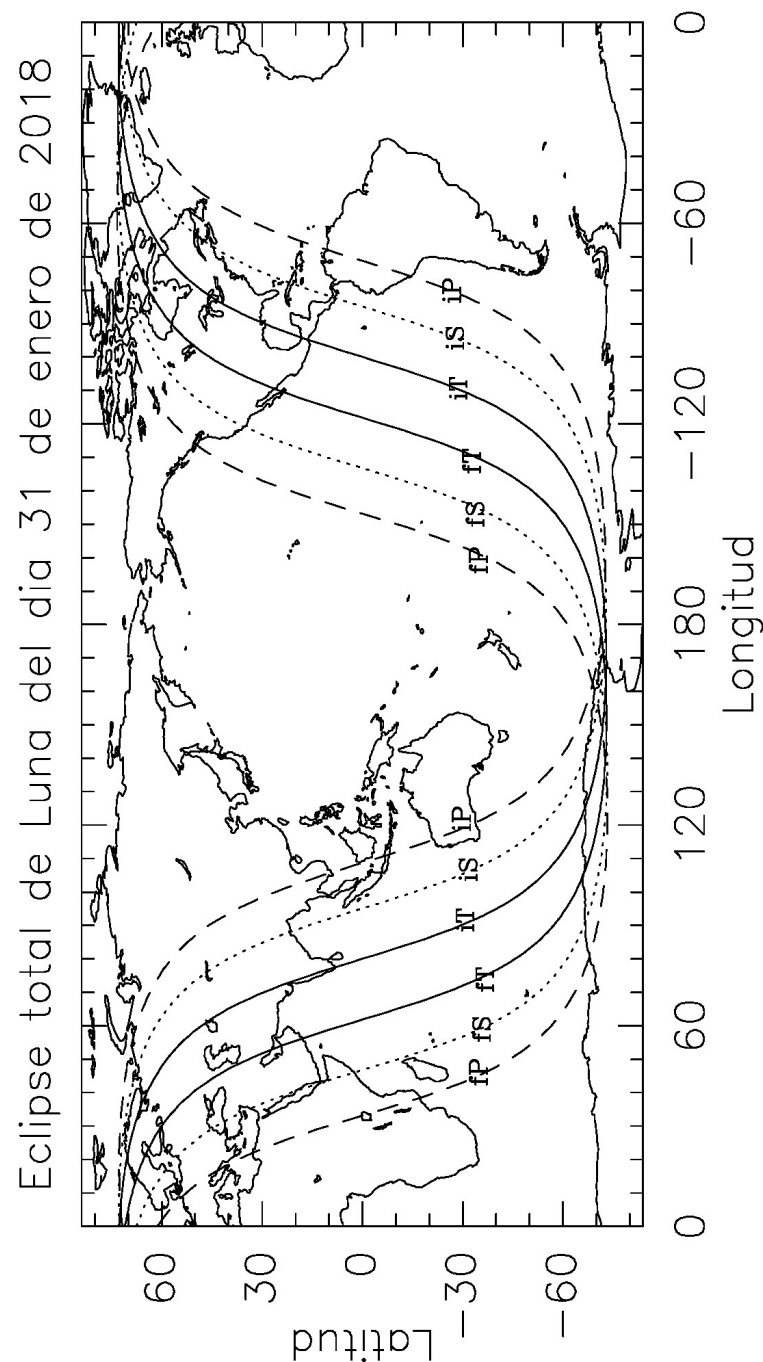 Eclipse total de Luna del dia 31 de enero de 2018
Latitud
60
30
0
−30
−60
iP
iS
iT
fT
fS
fP
iP
iS
iT
fT
fS
fP
0
60
120
180
−120
−60
0
Longitud